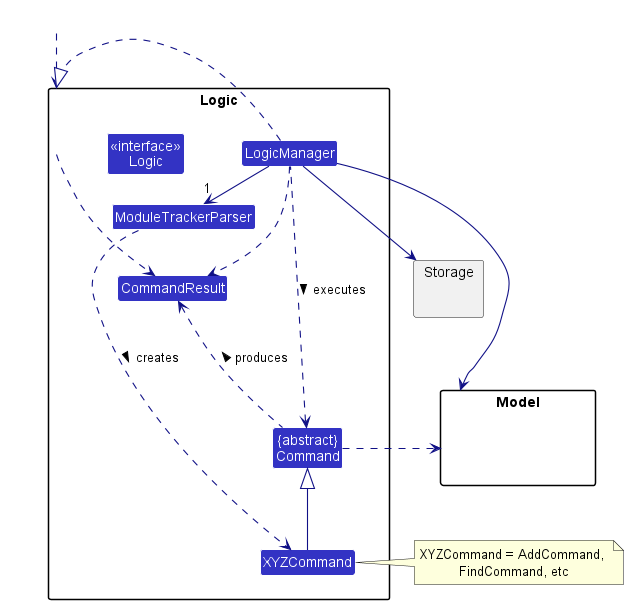 Logic
«interface»
Logic
LogicManager
1
ModuleTrackerParser
Storage
CommandResult
executes
creates
produces
Model
{abstract}
Command
XYZCommand
XYZCommand = AddCommand,
FindCommand, etc